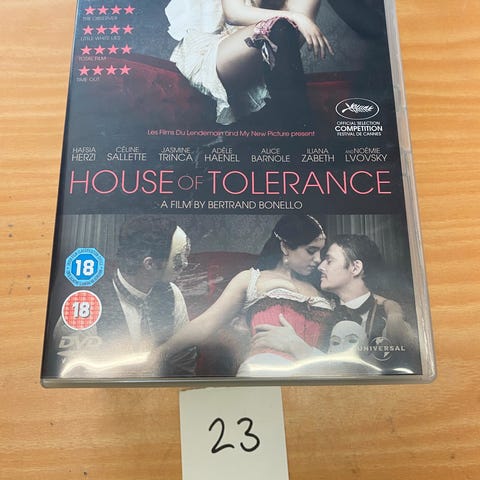 THE OBSERVER
LITTLE WHITE LIES
TOTAL FILM
TIME OUT
OFFICIAL SELECTION
COMPETITION
FESTIVAL DE CANNES
Les Films Du Lendemain and My New Picture present
HAFSIA HERZI CÉLINE SALLETTE JASMINE TRINCA ADÈLE HAENEL ALICE BARNOLE ILIANA ZABETH AND NOÉMIE LVOVSKY
HOUSE OF TOLERANCE
A FILM BY BERTRAND BONELLO
18
18
DVD
VIDEO
UNIVERSAL
23